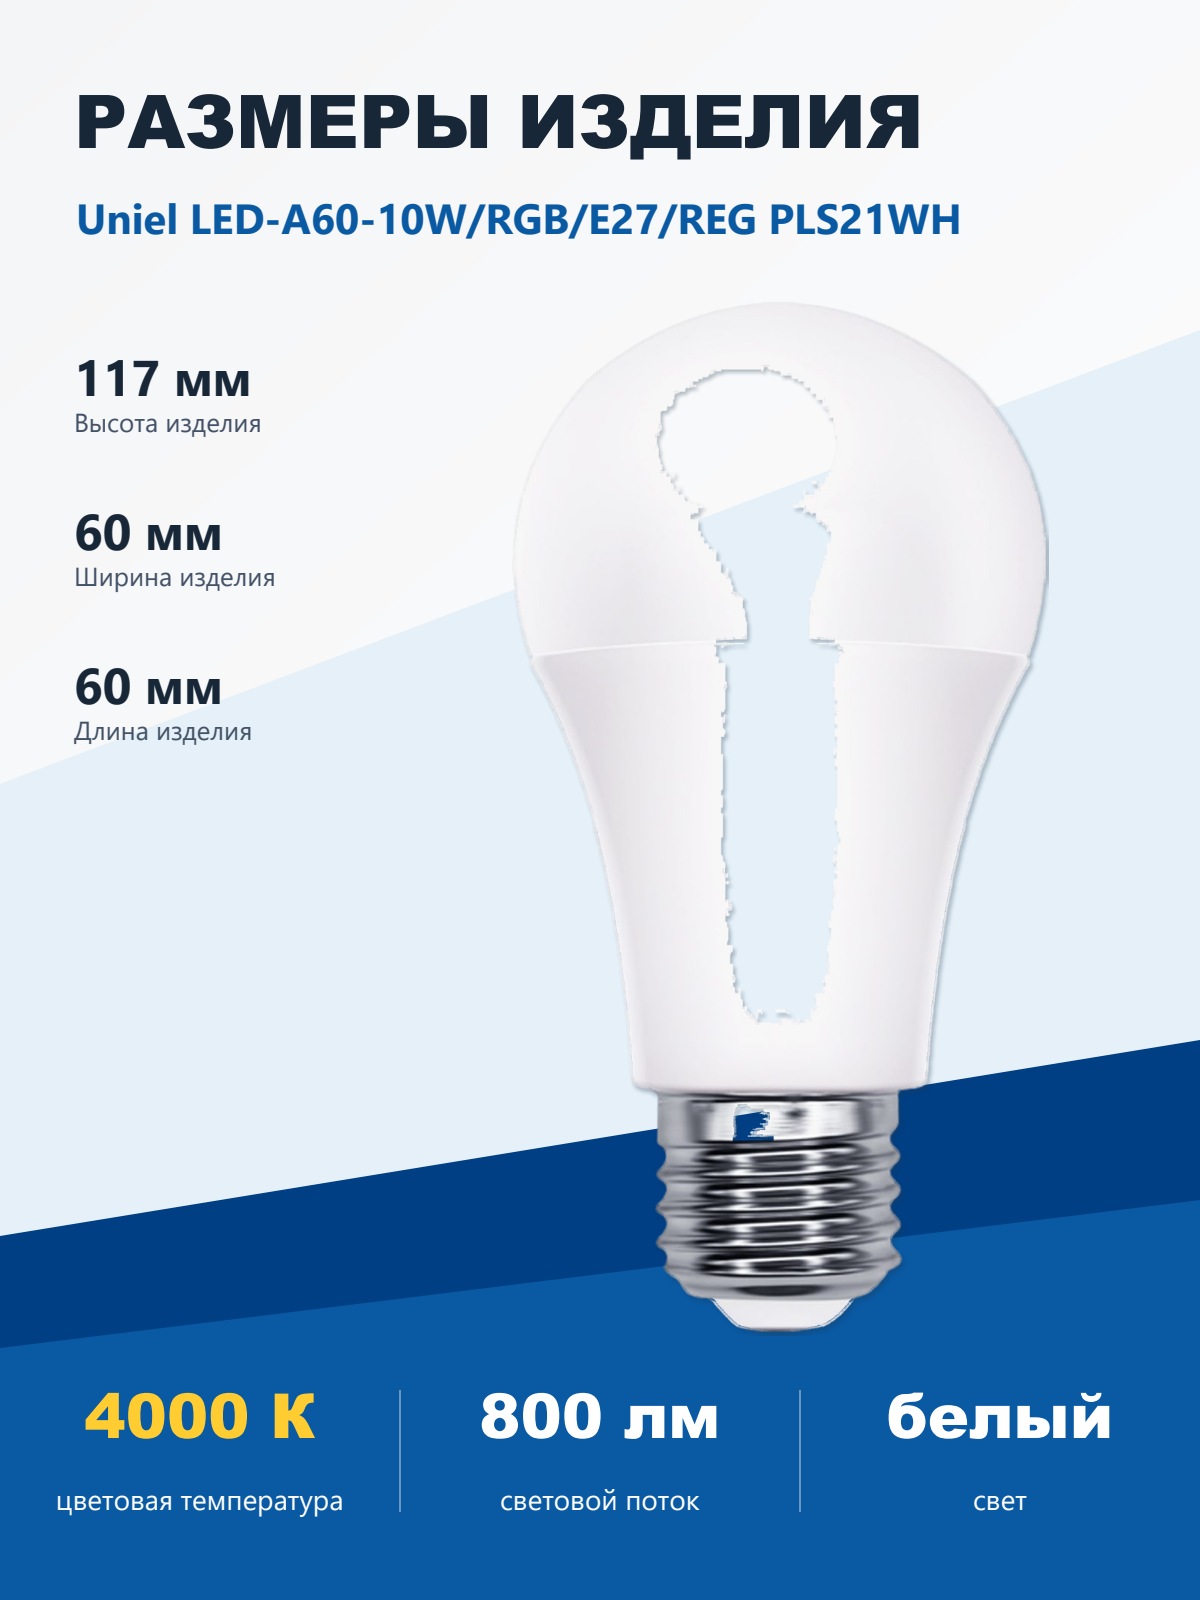 РАЗМЕРЫ ИЗДЕЛИЯ
Uniel LED-A60-10W/RGB/E27/REG PLS21WH
117 мм
Высота изделия
60 мм
Ширина изделия
60 мм
Длина изделия
4000 К
цветовая температура
800 лм
световой поток
белый
свет